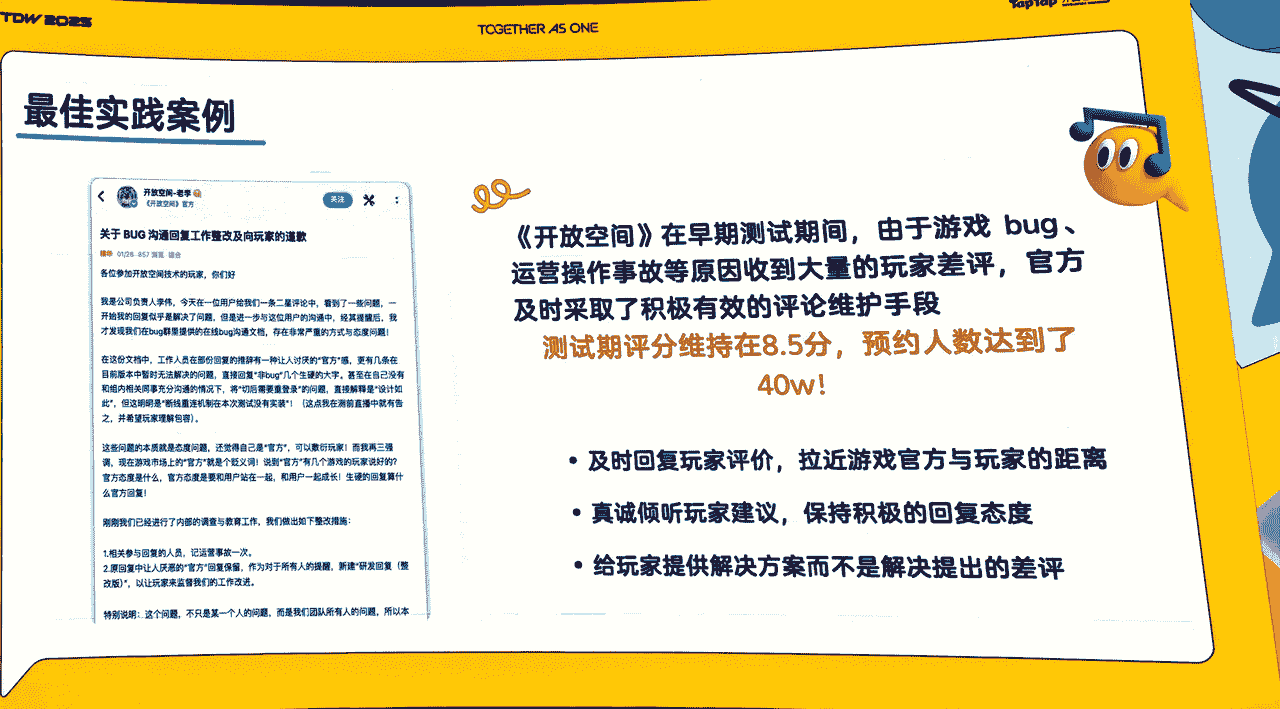 TDW 2023
TOGETHER AS ONE
TapTap
最佳实践案例
开放空间-老李
《开放空间》官方
关注
关于 BUG 沟通回复工作整改及向玩家的道歉
精华 01/26·857 浏览 综合
各位参加开放空间技术的玩家，你们好
我是公司负责人李伟，今天在一位用户给我们一条二星评论中，看到了一些问题，一
开始我的回复似乎是解决了问题，但是进一步与这位用户的沟通中，经其提醒后，我
才发现我们在bug群里提供的在线bug沟通文档，存在非常严重的方式与态度问题！
在这份文档中，工作人员在部份回复的推辞有一种让人讨厌的“官方”感，更有几条在
目前版本中暂时无法解决的问题，直接回复“非bug”几个生硬的大字。甚至在自己没有
和组内相关同事充分沟通的情况下，将“切后需要重登录”的问题，直接解释是“设计如
此”，但这明明是“断线重连机制在本次测试没有实装”！（这点我在测前直播中就有告
之，并希望玩家理解包容）。
这些问题的本质就是态度问题，还觉得自己是“官方”，可以敷衍玩家！而我再三强
调，现在游戏市场上的“官方”就是个贬义词！说到“官方”有几个游戏的玩家说好的？
官方态度是什么，官方态度是要和用户站在一起，和用户一起成长！生硬的回复算什
么官方回复！
刚刚我们已经进行了内部的调查与教育工作，我们做出如下整改措施：
1.相关参与回复的人员，记运营事故一次。
2.原回复中让人厌恶的“官方”回复保留，作为对于所有人的提醒，新建“研发回复（整
改版）”，以让玩家来监督我们的工作改进。
特别说明：这个问题，不只是某一个人的问题，而是我们团队所有人的问题，所以本
《开放空间》在早期测试期间，由于游戏 bug、
运营操作事故等原因收到大量的玩家差评，官方
及时采取了积极有效的评论维护手段
测试期评分维持在8.5分，预约人数达到了
40w！
• 及时回复玩家评价，拉近游戏官方与玩家的距离
• 真诚倾听玩家建议，保持积极的回复态度
• 给玩家提供解决方案而不是解决提出的差评